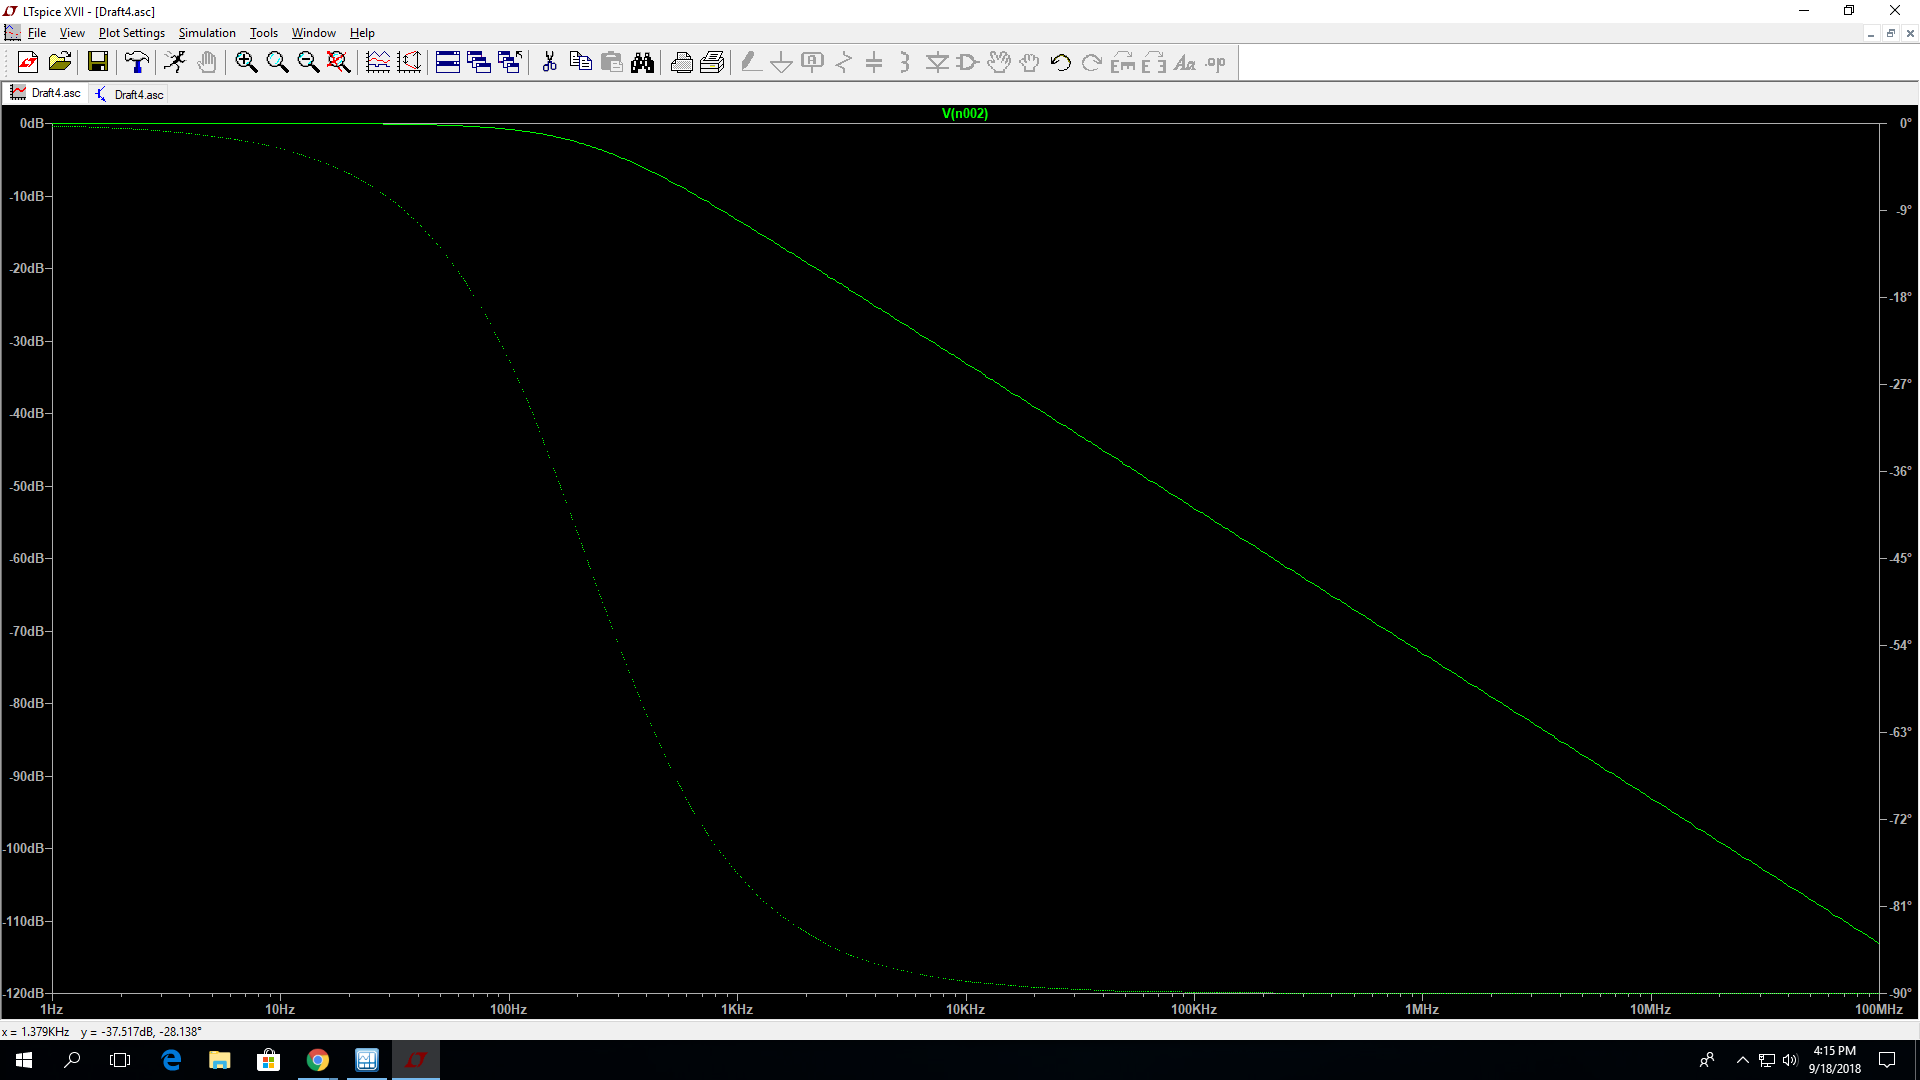 LTspice XVII - [Draft4.asc]
File View Plot Settings Simulation Tools Window Help
Draft4.asc Draft4.asc
V(n002)
0dB 0°
-10dB -9°
-20dB -18°
-30dB -27°
-40dB -36°
-50dB -45°
-60dB -54°
-70dB -63°
-80dB -72°
-90dB -81°
-100dB -90°
-110dB
-120dB
1Hz 10Hz 100Hz 1KHz 10KHz 100KHz 1MHz 10MHz 100MHz
x = 1.379KHz y = -37.517dB, -28.138°
4:15 PM
9/18/2018